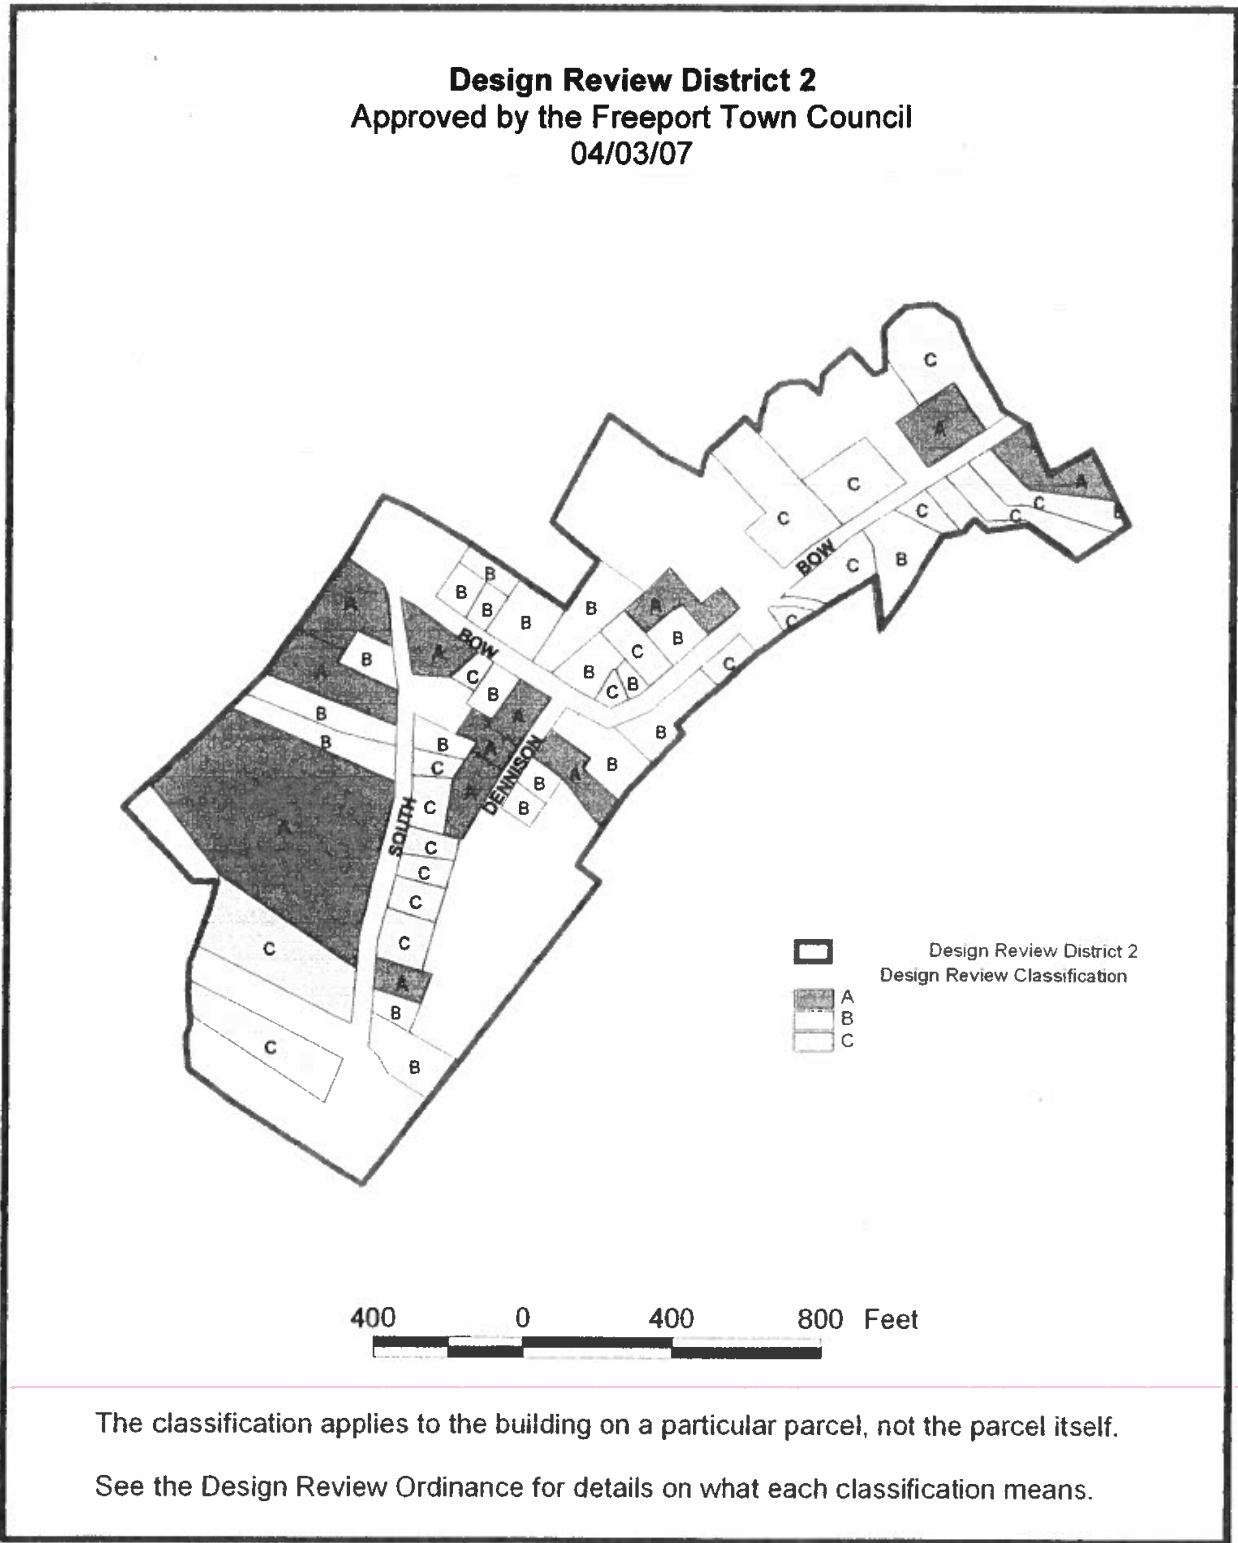 Design Review District 2
Approved by the Freeport Town Council
04/03/07
C
A
A
C
C
C
C
C
B
BOW
C
B
B
B
B
B
B
A
A
C
B
C
A
BOW
A
B
C
B
B
C
B
C
A
B
A
B
B
B
A
B
A
B
C
DENNISON
B
B
A
C
SOUTH
A
C
C
C
C
C
A
B
C
B
Design Review District 2
Design Review Classification
A
B
C
400 0 400 800 Feet
The classification applies to the building on a particular parcel, not the parcel itself.
See the Design Review Ordinance for details on what each classification means.